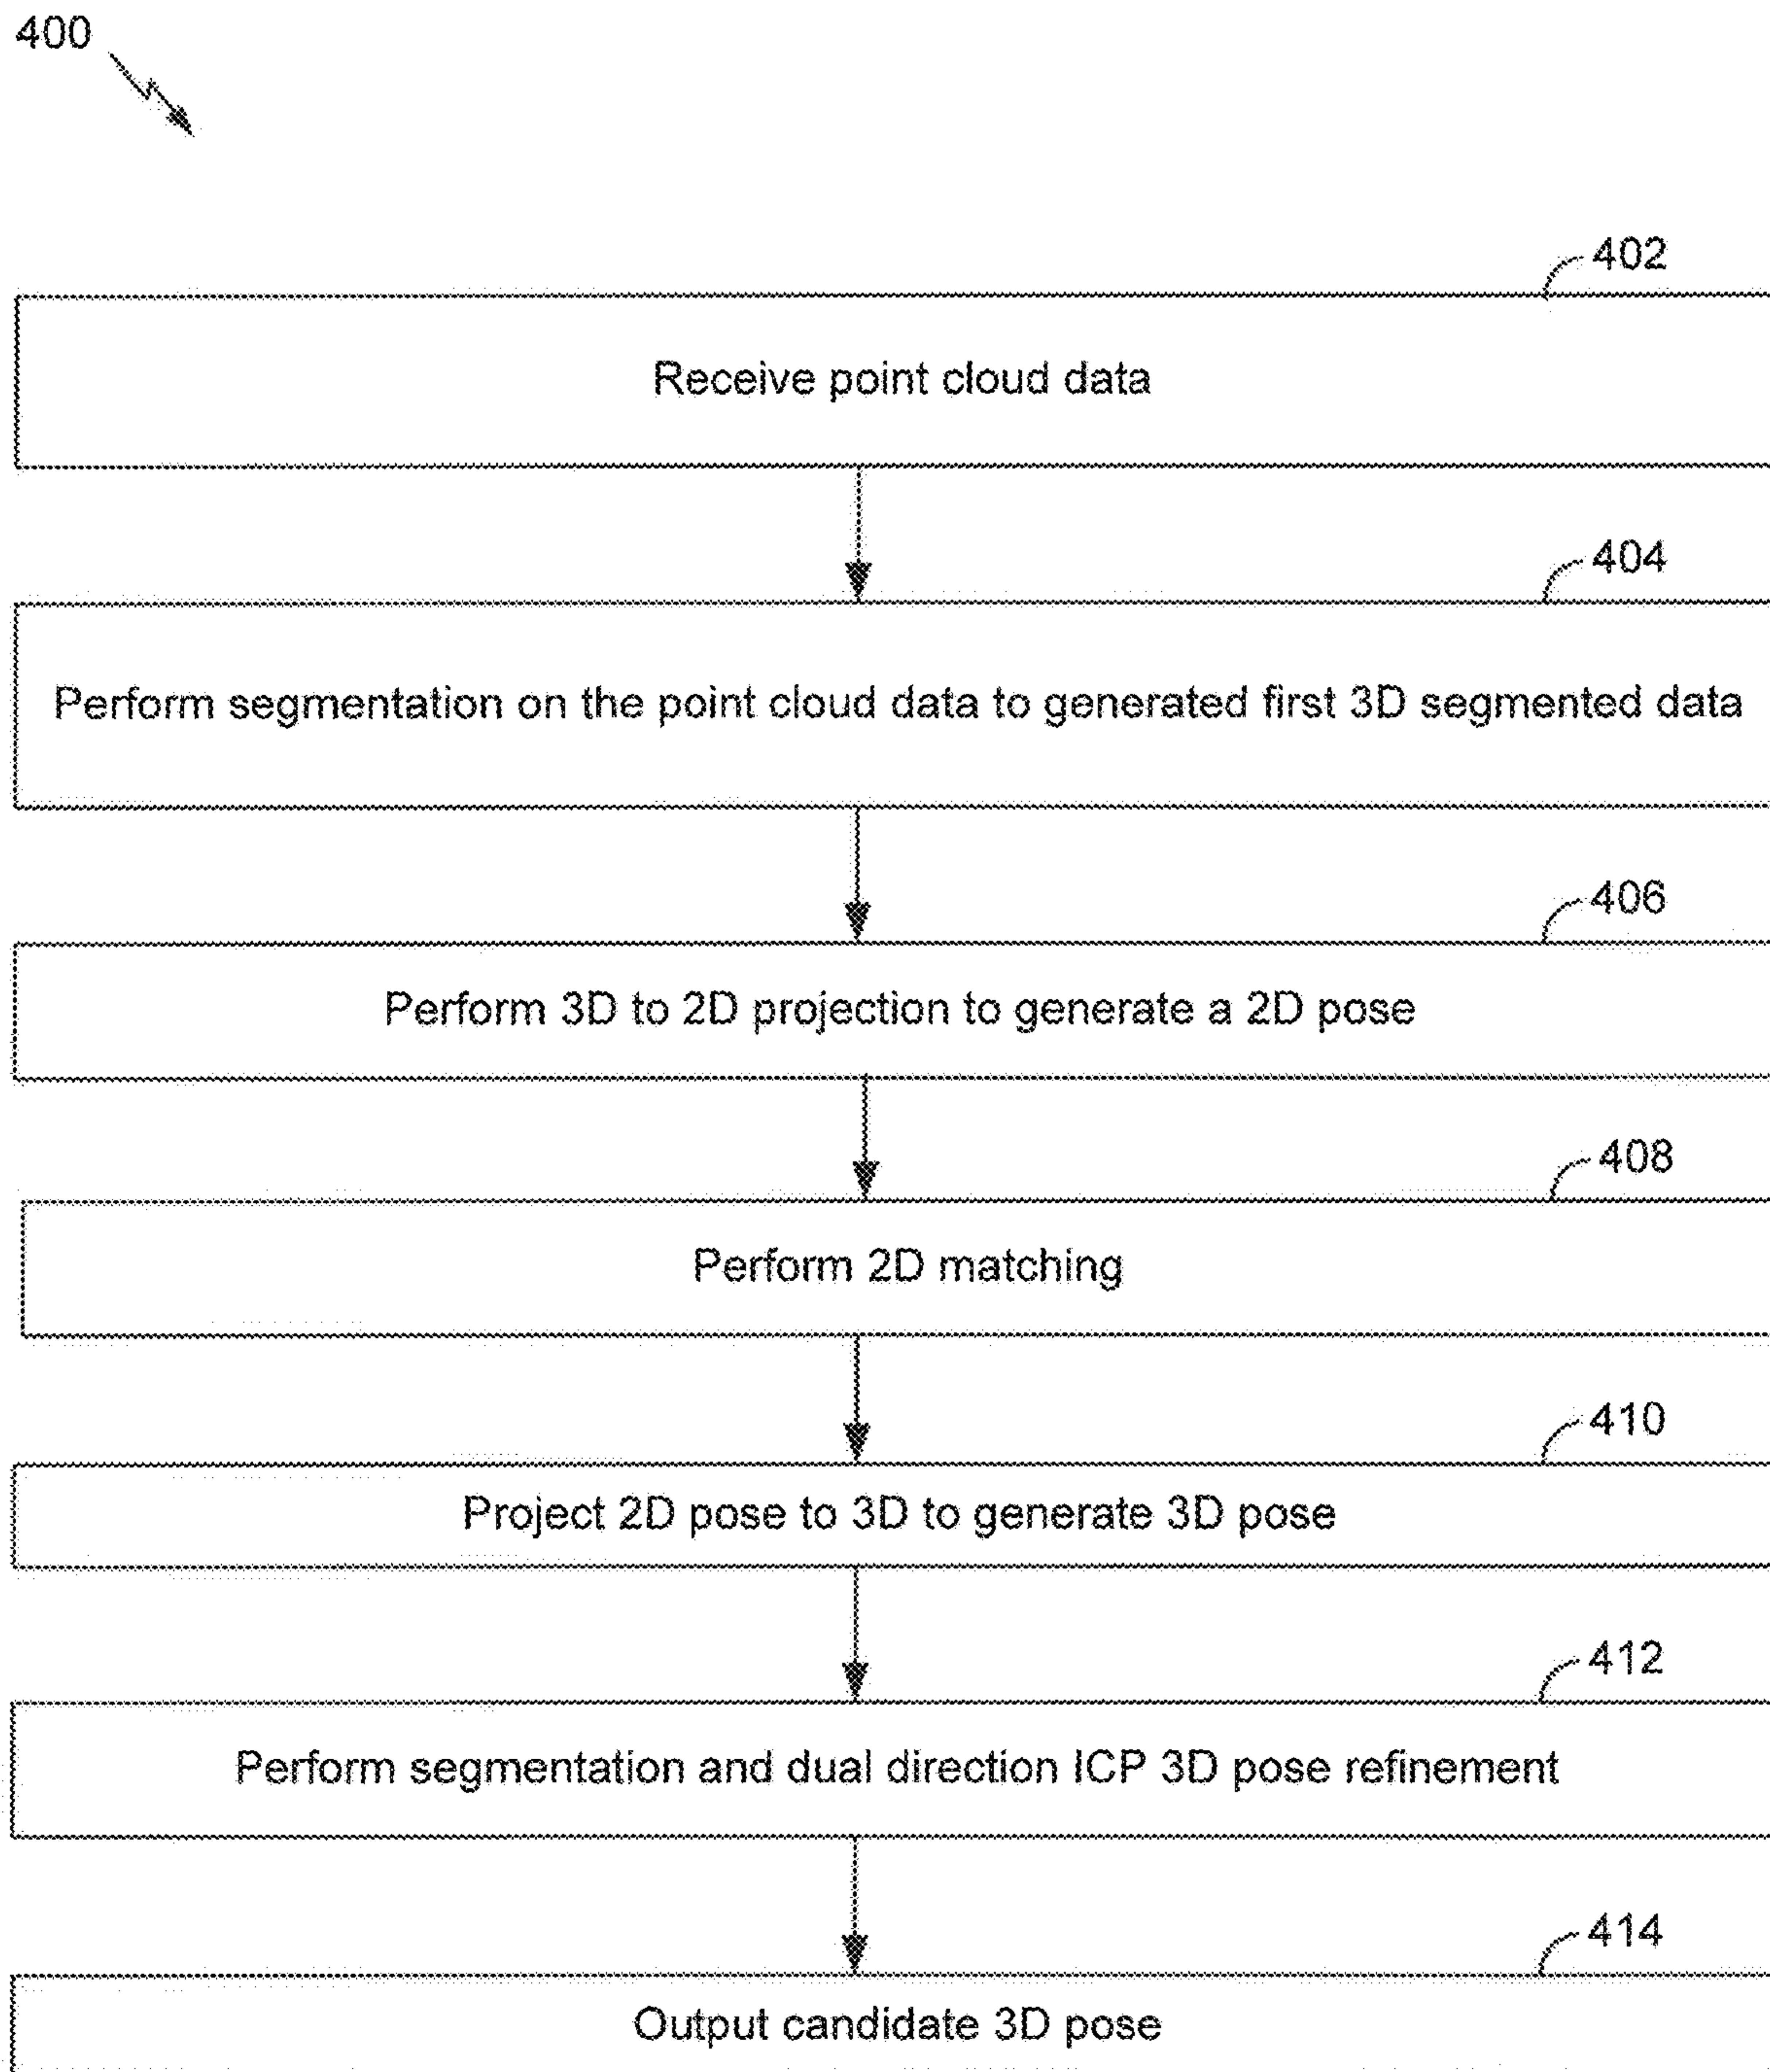 400
402
Receive point cloud data
404
Perform segmentation on the point cloud data to generated first 3D segmented data
406
Perform 3D to 2D projection to generate a 2D pose
408
Perform 2D matching
410
Project 2D pose to 3D to generate 3D pose
412
Perform segmentation and dual direction ICP 3D pose refinement
414
Output candidate 3D pose